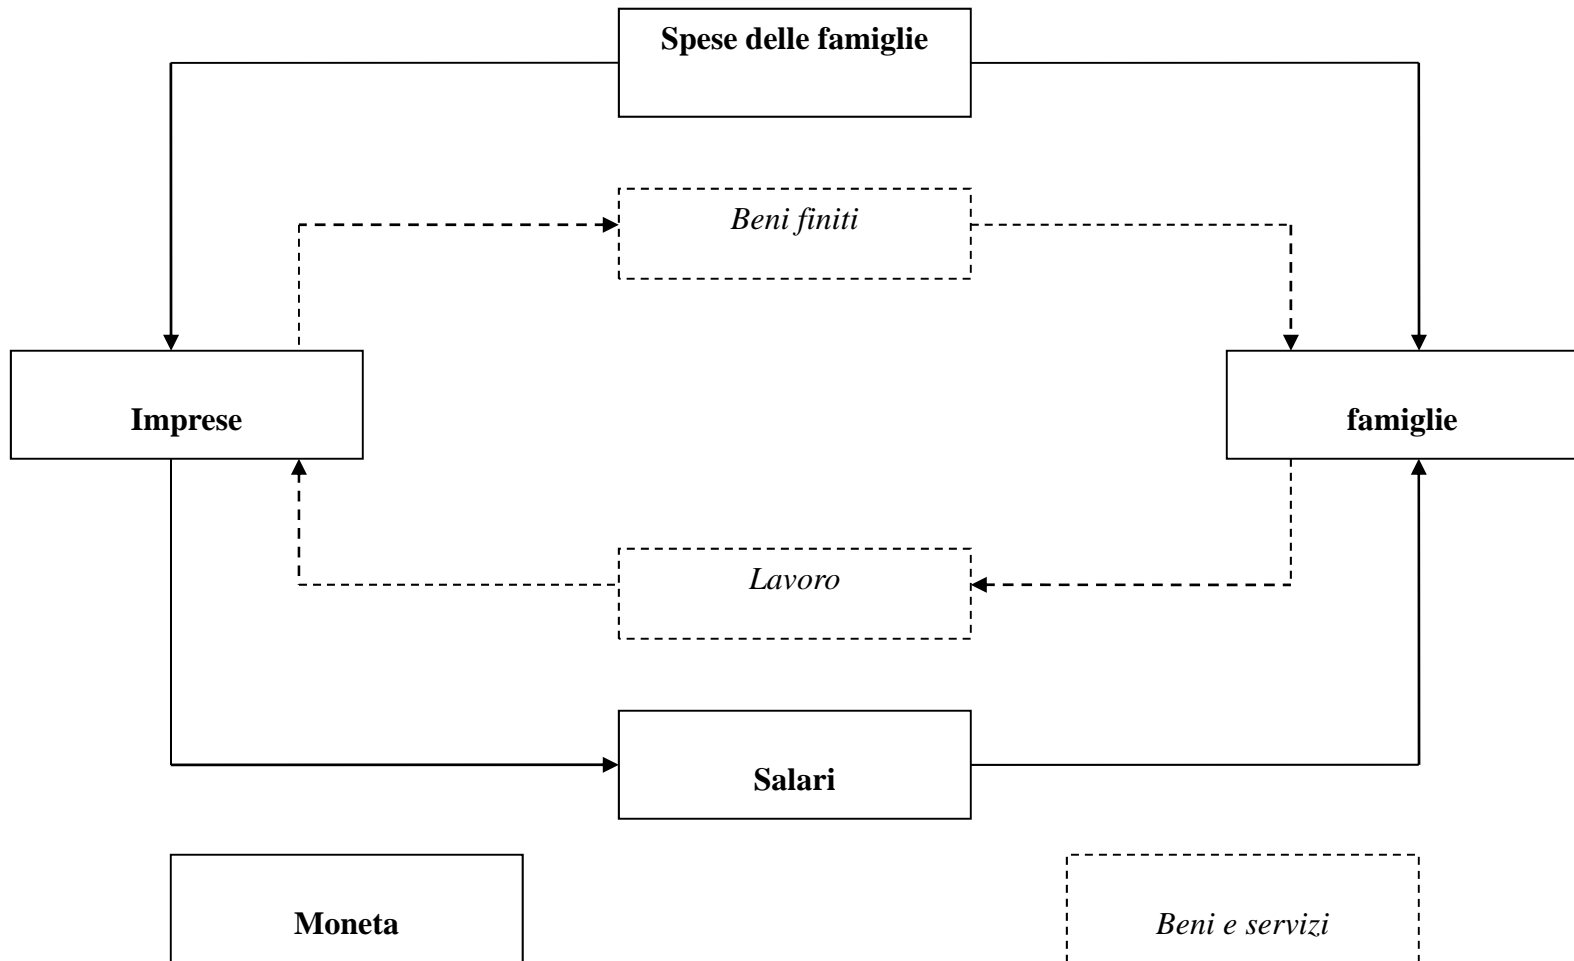 Spese delle famiglie
Beni finiti
Imprese
famiglie
Lavoro
Salari
Moneta
Beni e servizi